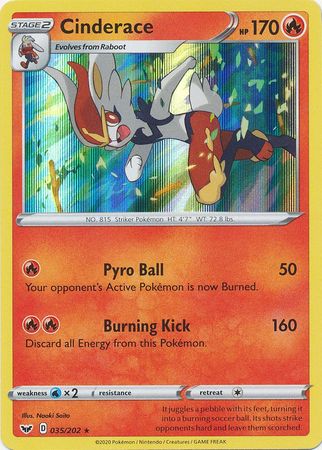 STAGE 2 Cinderace HP 170
Evolves from Raboot
NO. 815 Striker Pokémon HT: 4'7" WT: 72.8 lbs.
Pyro Ball 50
Your opponent's Active Pokémon is now Burned.
Burning Kick 160
Discard all Energy from this Pokémon.
weakness ×2 resistance retreat
Illus. Naoki Saito
D 035/202 ★
It juggles a pebble with its feet, turning it
into a burning soccer ball. Its shots strike
opponents hard and leave them scorched.
©2020 Pokémon / Nintendo / Creatures / GAME FREAK